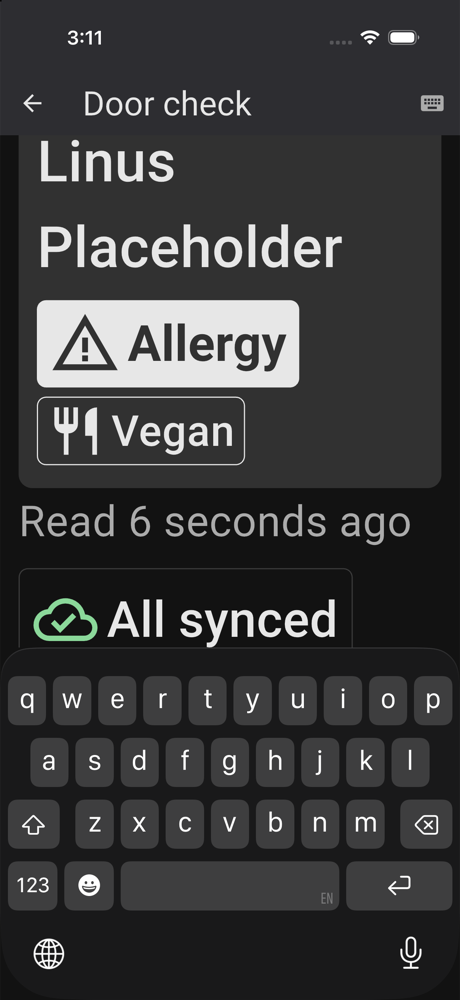 3:11
Door check
Linus
Placeholder
Allergy
Vegan
Read 6 seconds ago
All synced
q w e r t y u i o p
a s d f g h j k l
z x c v b n m
123
EN